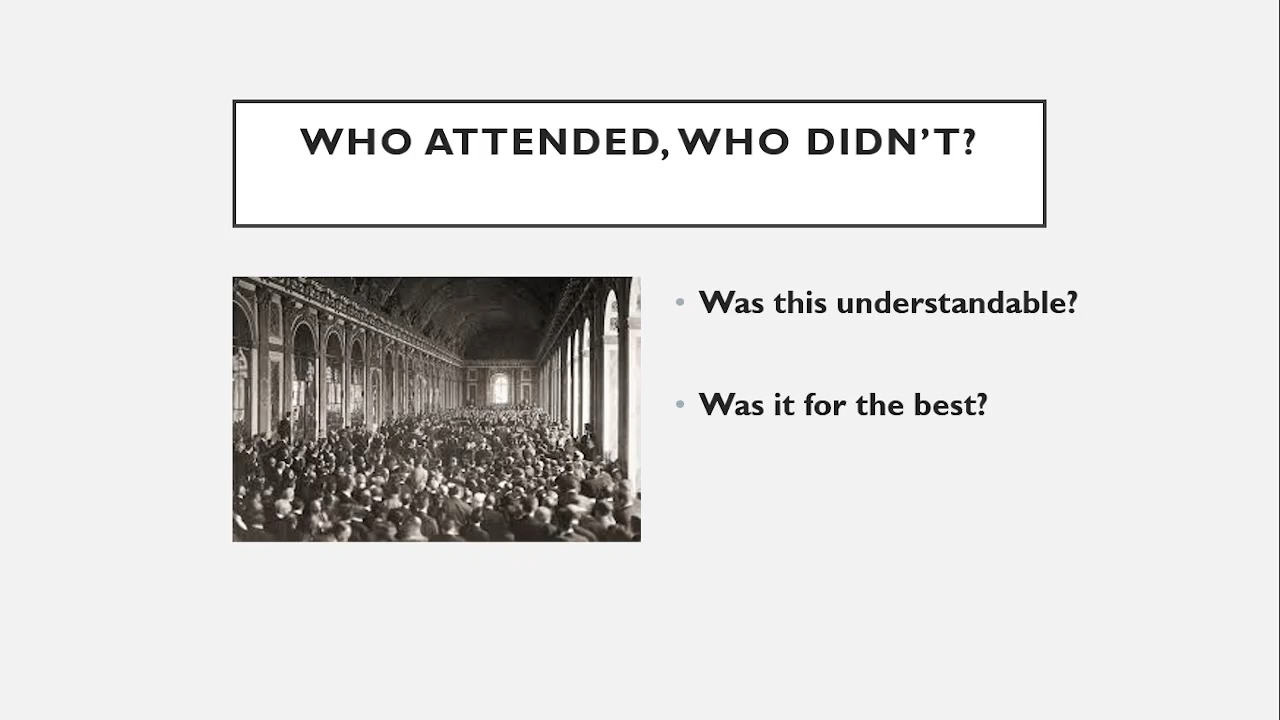 WHO ATTENDED, WHO DIDN’T?
• Was this understandable?
• Was it for the best?